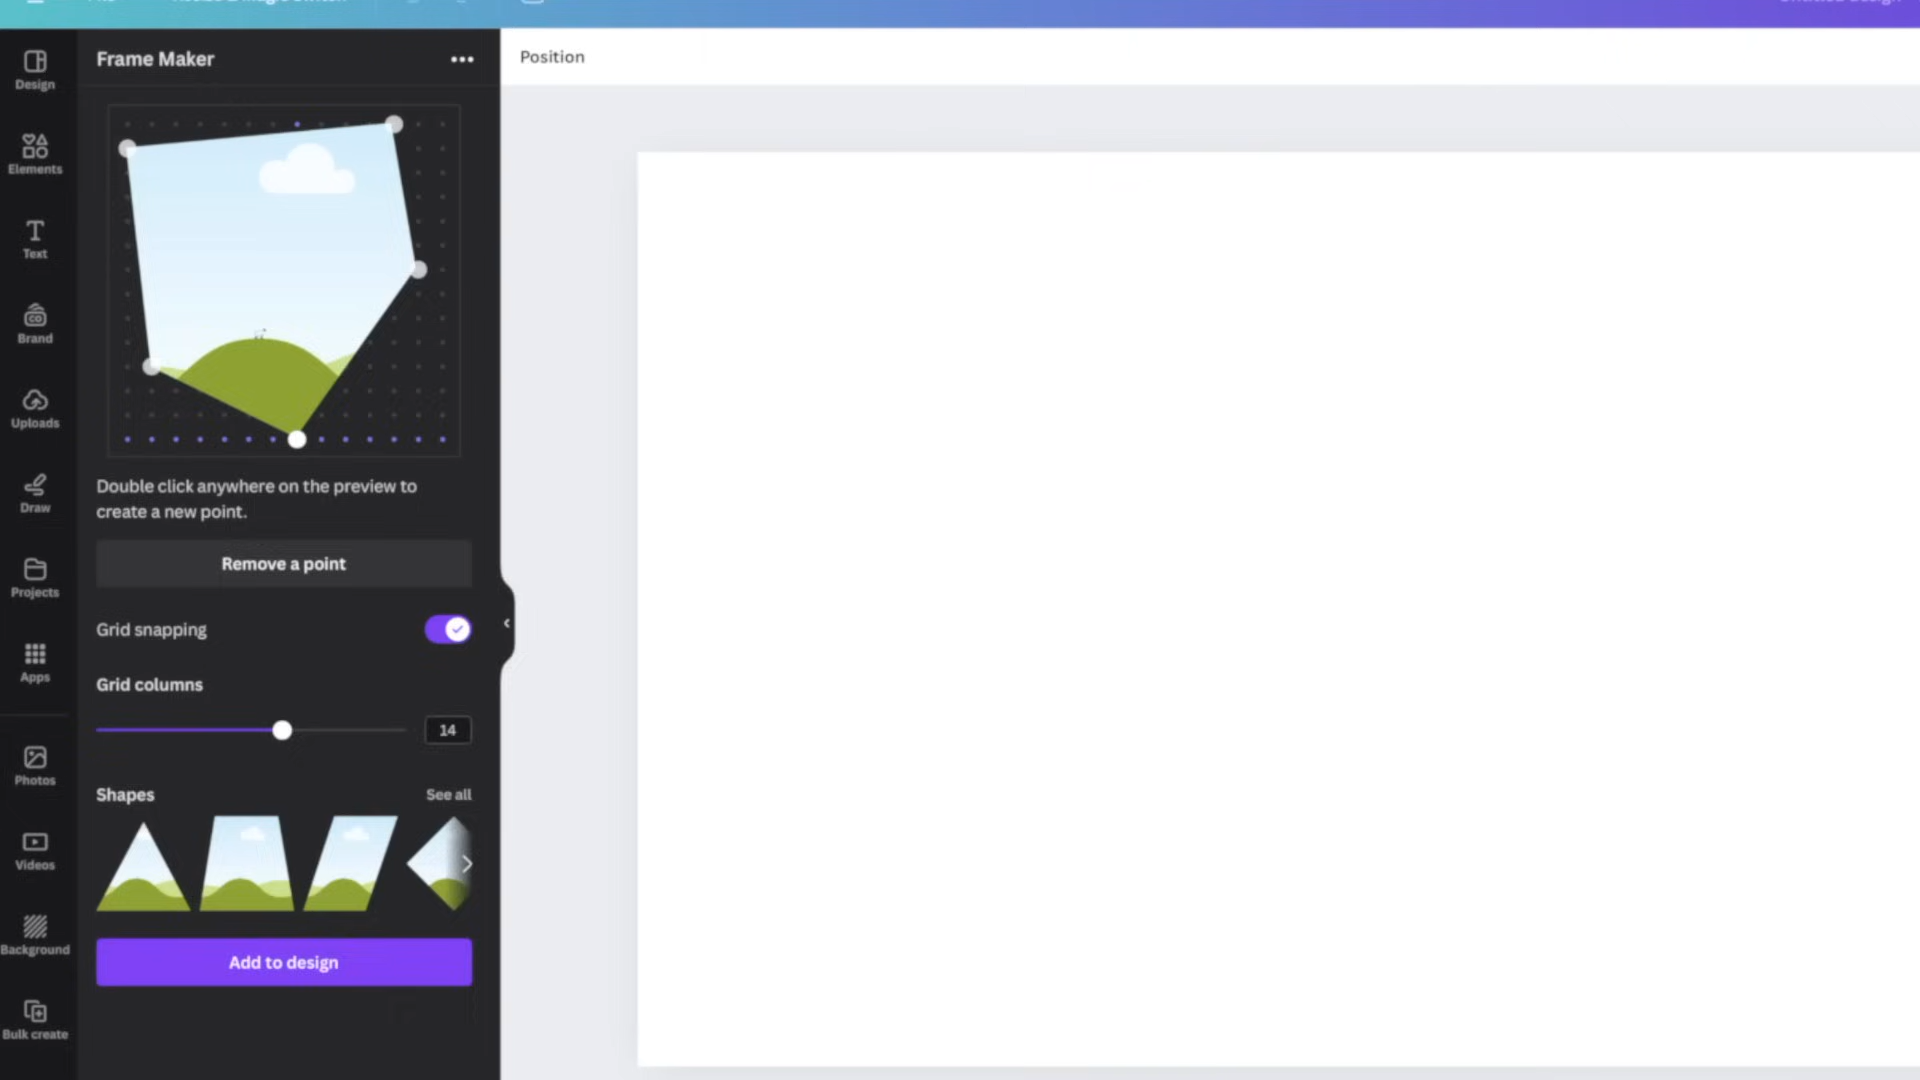 Frame Maker
Position
Design
Elements
Text
Brand
Uploads
Draw
Projects
Apps
Photos
Videos
Background
Bulk create
Double click anywhere on the preview to
create a new point.
Remove a point
Grid snapping
Grid columns
14
Shapes
See all
Add to design